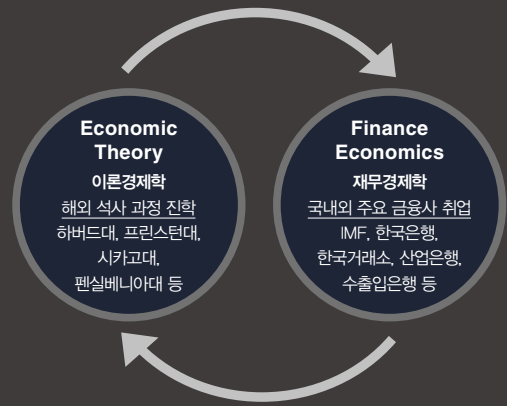 Economic
Theory
이론경제학
해외 석사 과정 진학
하버드대, 프린스턴대,
시카고대,
펜실베니아대 등
Finance
Economics
재무경제학
국내외 주요 금융사 취업
IMF, 한국은행,
한국거래소, 산업은행,
수출입은행 등